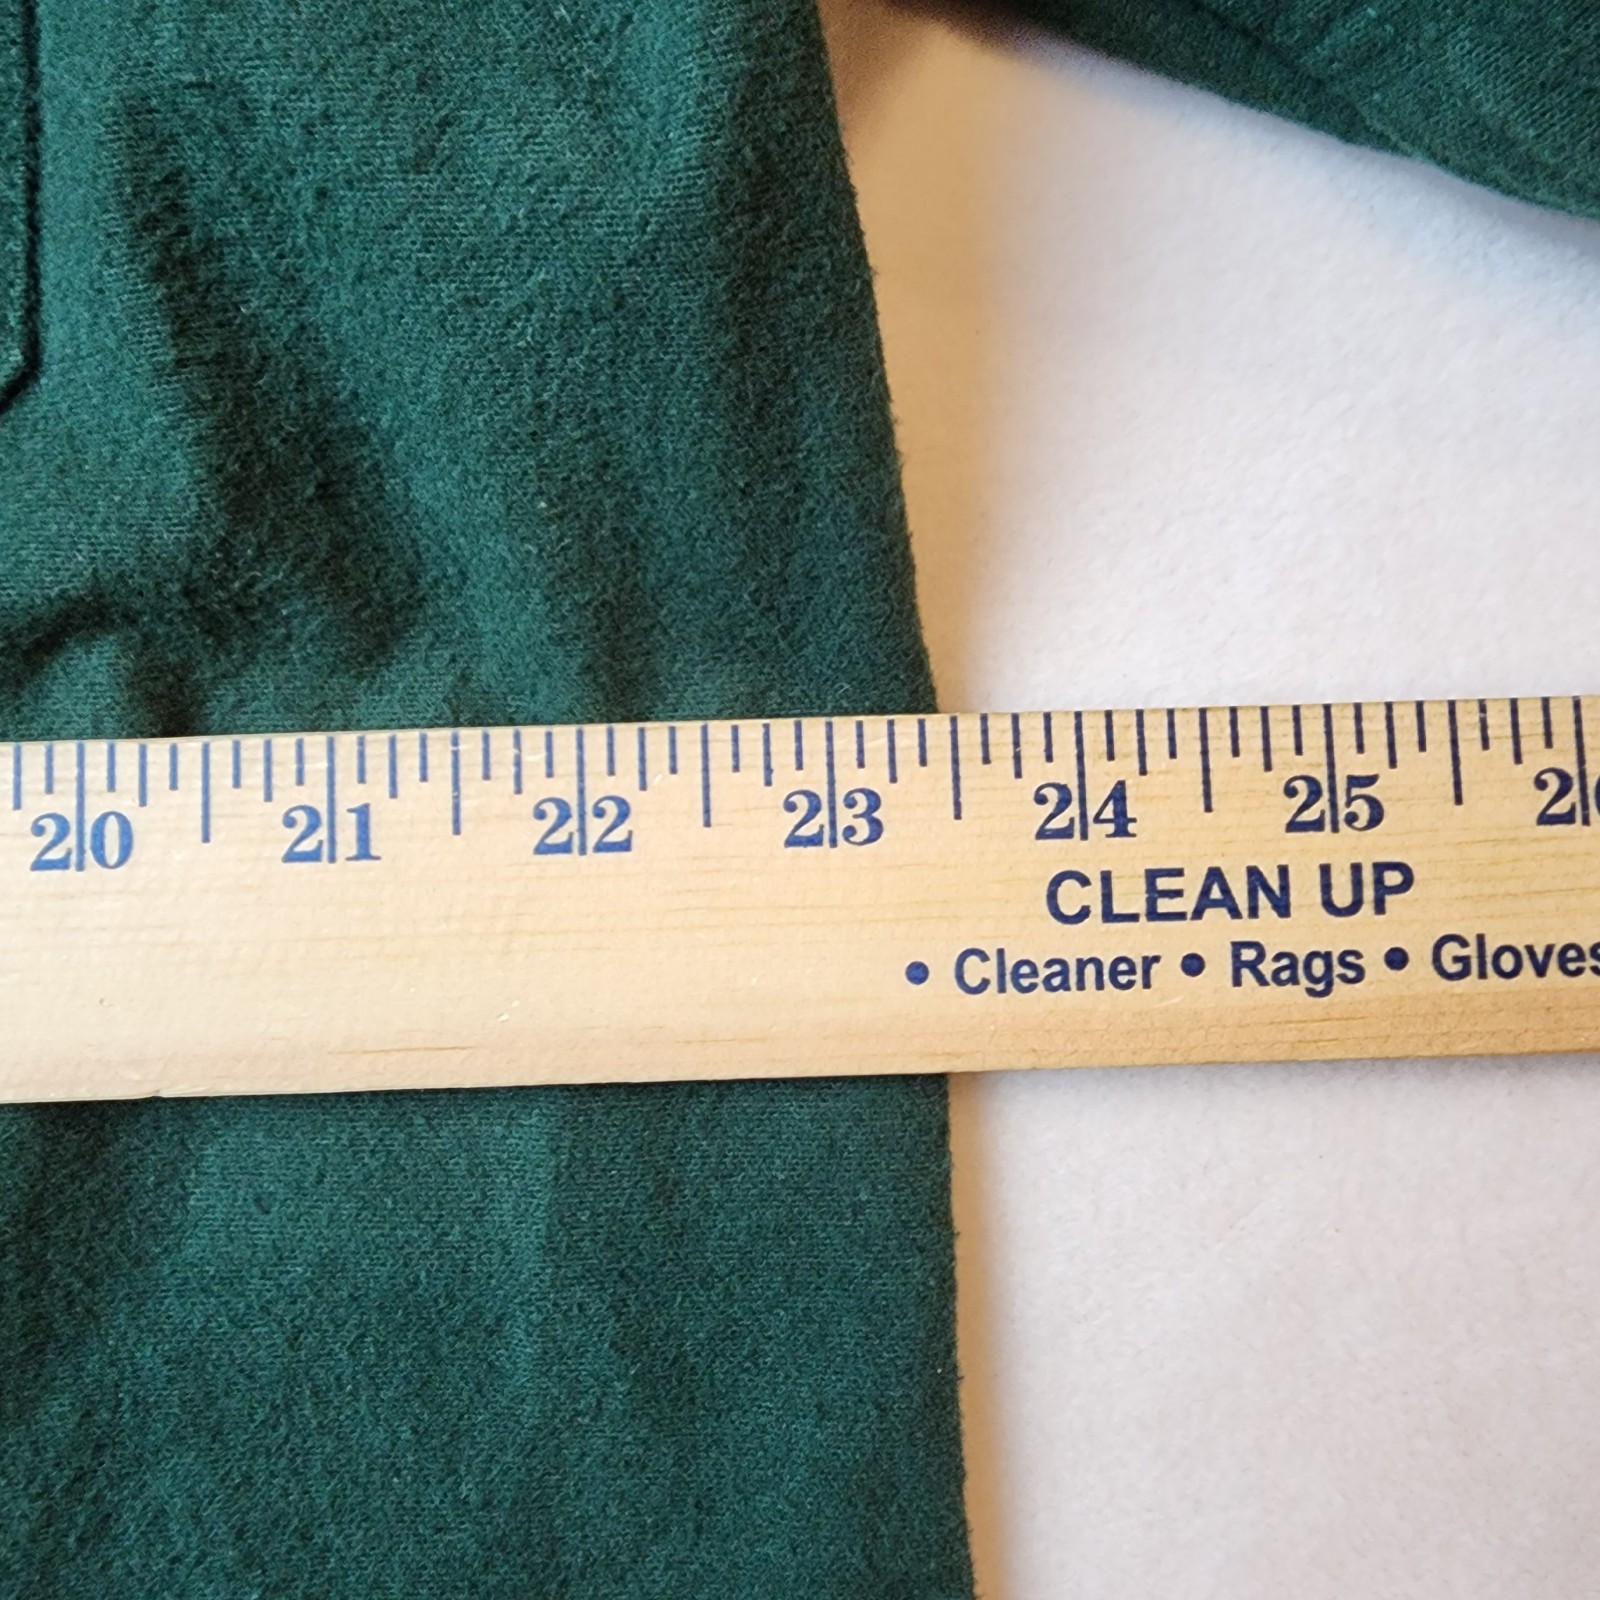 20 21 22 23 24 25
CLEAN UP
• Cleaner • Rags • Gloves